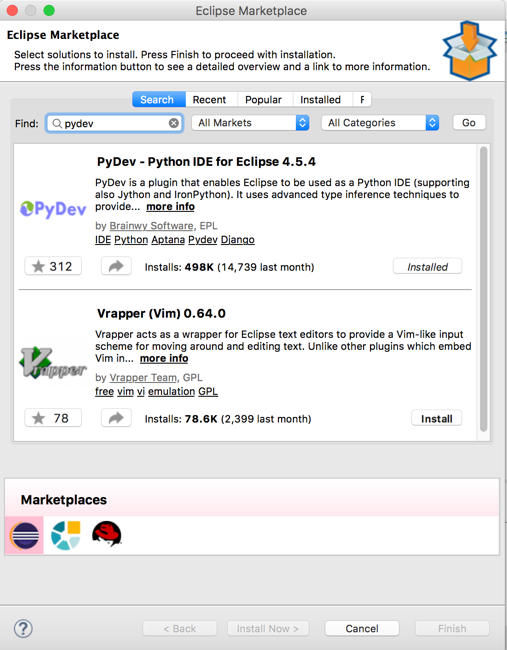 Eclipse Marketplace
Eclipse Marketplace
Select solutions to install. Press Finish to proceed with installation.
Press the information button to see a detailed overview and a link to more information.
Search Recent Popular Installed F
Find: pydev All Markets All Categories Go
PyDev - Python IDE for Eclipse 4.5.4
PyDev is a plugin that enables Eclipse to be used as a Python IDE (supporting
also Jython and IronPython). It uses advanced type inference techniques to
provide... more info
PyDev
by Brainwy Software, EPL
IDE Python Aptana Pydev Django
312 Installs: 498K (14,739 last month) Installed
Vrapper (Vim) 0.64.0
Vrapper acts as a wrapper for Eclipse text editors to provide a Vim-like input
scheme for moving around and editing text. Unlike other plugins which embed
Vim in... more info
Vrapper
by Vrapper Team, GPL
free vim vi emulation GPL
78 Installs: 78.6K (2,399 last month) Install
Marketplaces
? < Back Install Now > Cancel Finish